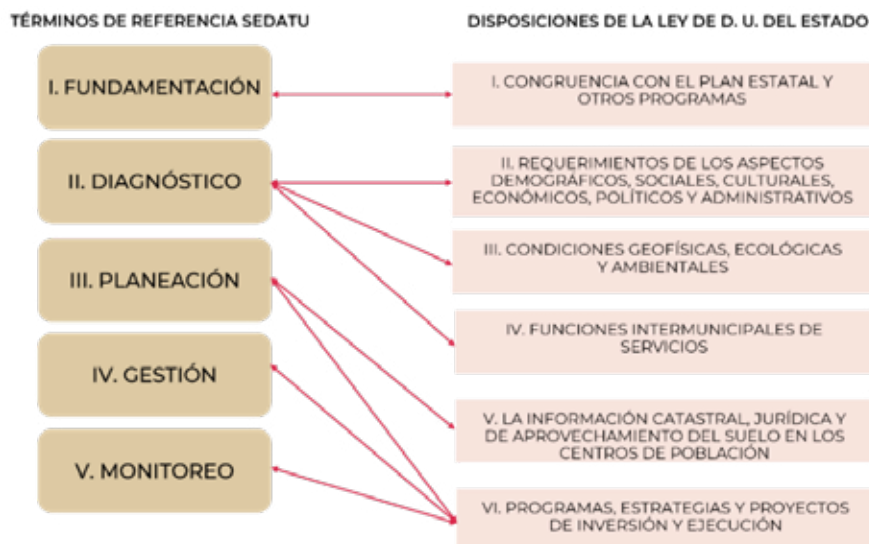 TÉRMINOS DE REFERENCIA SEDATU
DISPOSICIONES DE LA LEY DE D. U. DEL ESTADO
I. FUNDAMENTACIÓN
I. CONGRUENCIA CON EL PLAN ESTATAL Y
OTROS PROGRAMAS
II. DIAGNÓSTICO
II. REQUERIMIENTOS DE LOS ASPECTOS
DEMOGRÁFICOS, SOCIALES, CULTURALES,
ECONÓMICOS, POLÍTICOS Y ADMINISTRATIVOS
III. PLANEACIÓN
III. CONDICIONES GEOFÍSICAS, ECOLÓGICAS
Y AMBIENTALES
IV. GESTIÓN
IV. FUNCIONES INTERMUNICIPALES DE
SERVICIOS
V. MONITOREO
V. LA INFORMACIÓN CATASTRAL, JURÍDICA Y
DE APROVECHAMIENTO DEL SUELO EN LOS
CENTROS DE POBLACIÓN
VI. PROGRAMAS, ESTRATEGIAS Y PROYECTOS
DE INVERSIÓN Y EJECUCIÓN